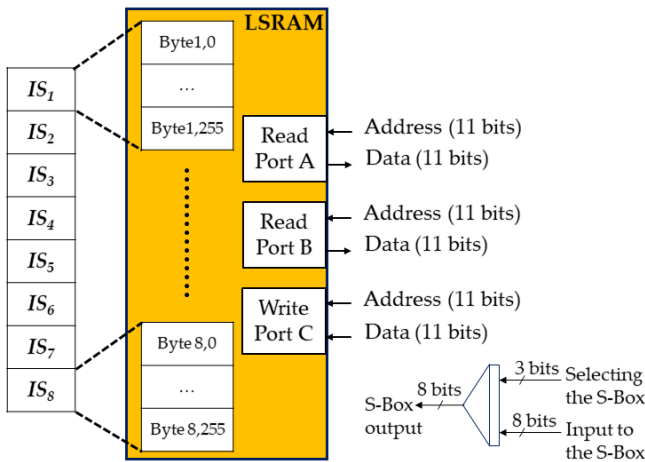 LSRAM
IS1
IS2
IS3
IS4
IS5
IS6
IS7
IS8
Byte1,0
...
Byte1,255
Byte 8,0
...
Byte 8,255
Read
Port A
Address (11 bits)
Data (11 bits)
Read
Port B
Address (11 bits)
Data (11 bits)
Write
Port C
Address (11 bits)
Data (11 bits)
S-Box
output
8 bits
3 bits
Selecting
the S-Box
8 bits
Input to
the S-Box